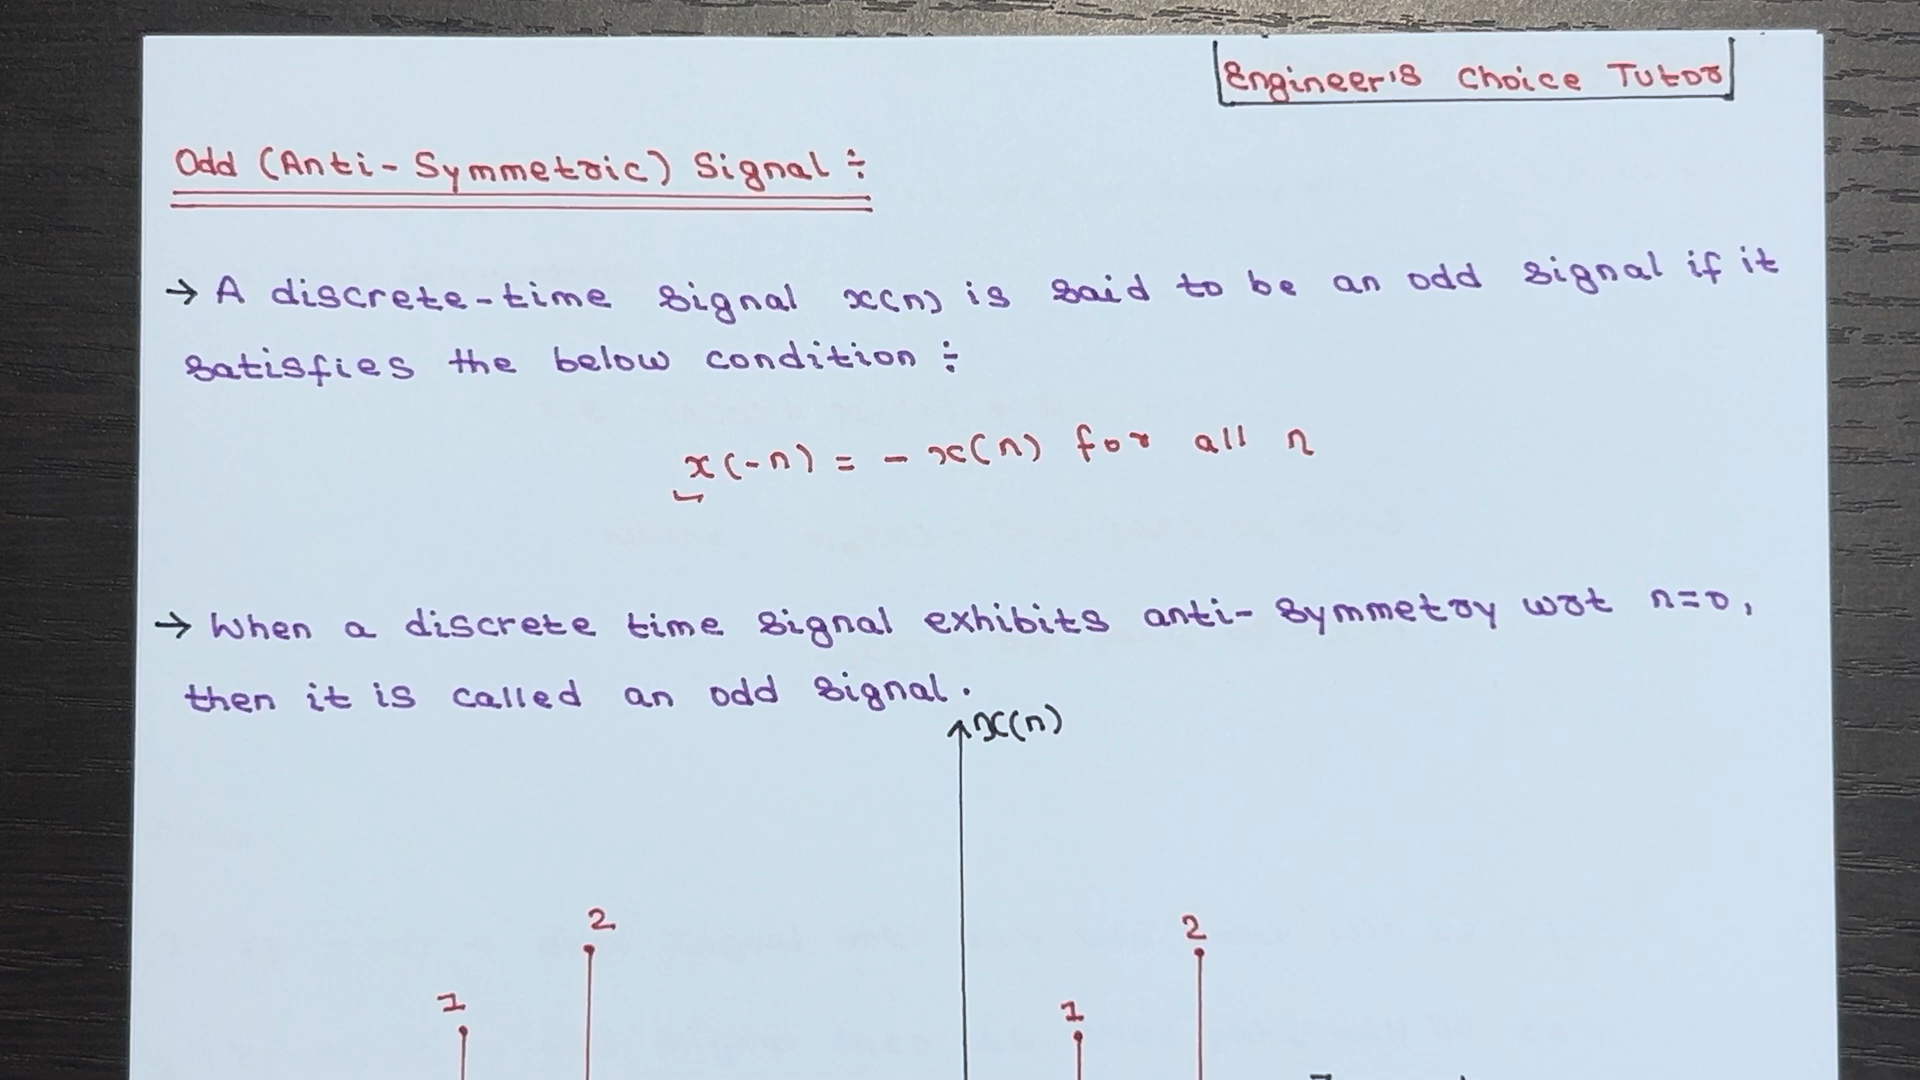 Engineer's Choice Tutor
Odd (Anti-Symmetric) Signal ÷
→ A discrete-time signal x(n) is said to be an odd signal if it
satisfies the below condition ÷
x(-n) = - x(n) for all n
→ When a discrete time signal exhibits anti-symmetry wrt n=0,
then it is called an odd signal.
x(n)
2
2
1
1